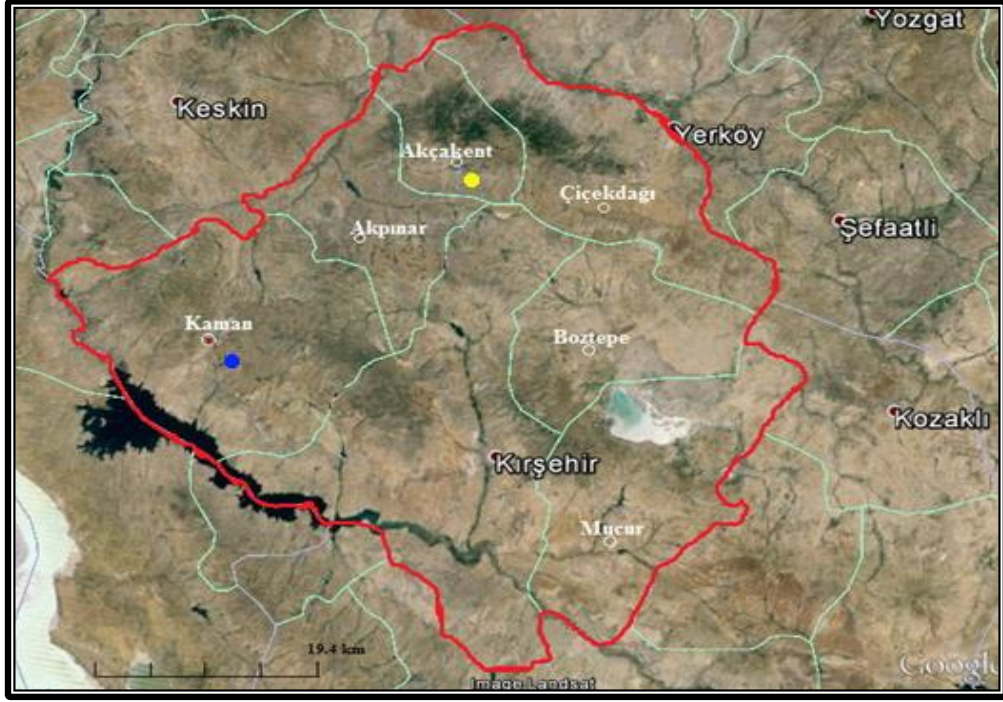 Yozgat
Keskin
Yerköy
Akçakent
Çiçekdağı
Şefaatli
Akpınar
Kaman
Boztepe
Kozaklı
Kırşehir
Mucur
19.4 km
Google
Image Landsat